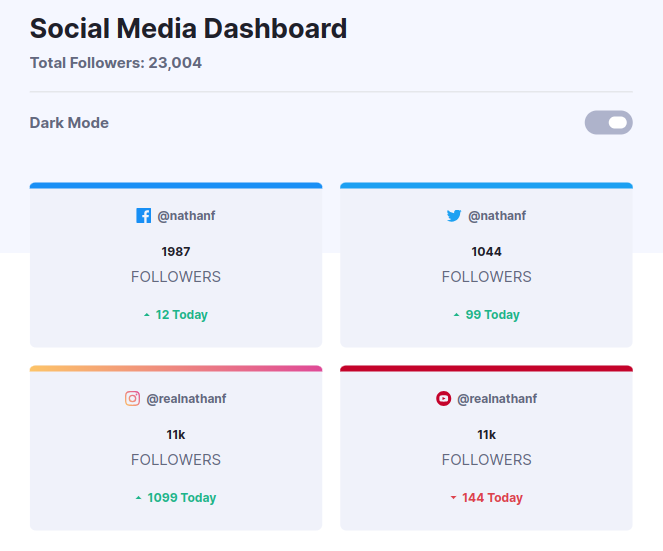 Social Media Dashboard
Total Followers: 23,004
Dark Mode
@nathanf
1987
FOLLOWERS
12 Today
@nathanf
1044
FOLLOWERS
99 Today
@realnathanf
11k
FOLLOWERS
1099 Today
@realnathanf
11k
FOLLOWERS
144 Today